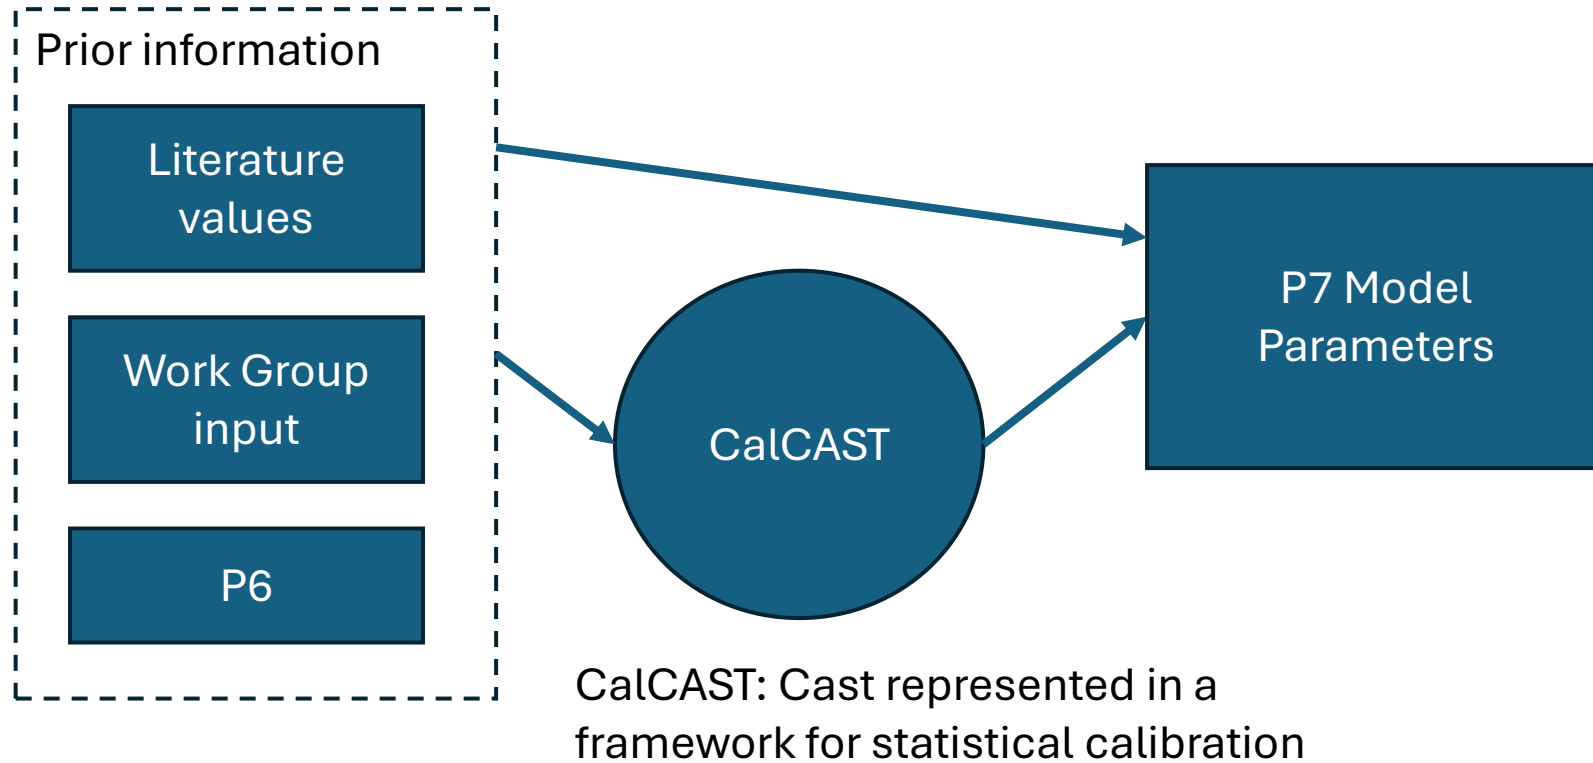 Prior information
Literature
values
Work Group
input
P6
CalCAST
P7 Model
Parameters
CalCAST: Cast represented in a
framework for statistical calibration